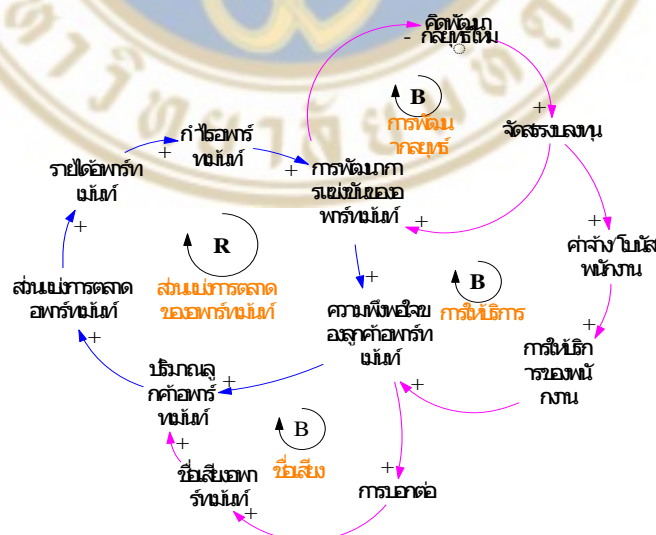 คิดพัฒนา
- กลยุทธ์ใหม่
B
การพัฒน
ากลยุทธ์
+
จัดสรรงบลงทุน
กำไรอพาร์
ทเม้นท์
+
รายได้อพาร์ท
เม้นท์
+
+
การพัฒนากา
รแข่งขันของอ
พาร์ทเม้นท์
+
+
ค่าจ้าง/โบนัส
พนักงาน
R
ส่วนแบ่งการตลาด
ของอพาร์ทเม้นท์
ส่วนแบ่งการตลาด
อพาร์ทเม้นท์
+
+
ความพึงพอใจข
องลูกค้าอพาร์ท
เม้นท์
B
การให้บริการ
+
การให้บริก
ารของพนั
กงาน
+
ปริมาณลู
กค้าอพาร์
ทเม้นท์
+
+
B
ชื่อเสียง
+
ชื่อเสียงอพา
ร์ทเม้นท์
+
+
การบอกต่อ